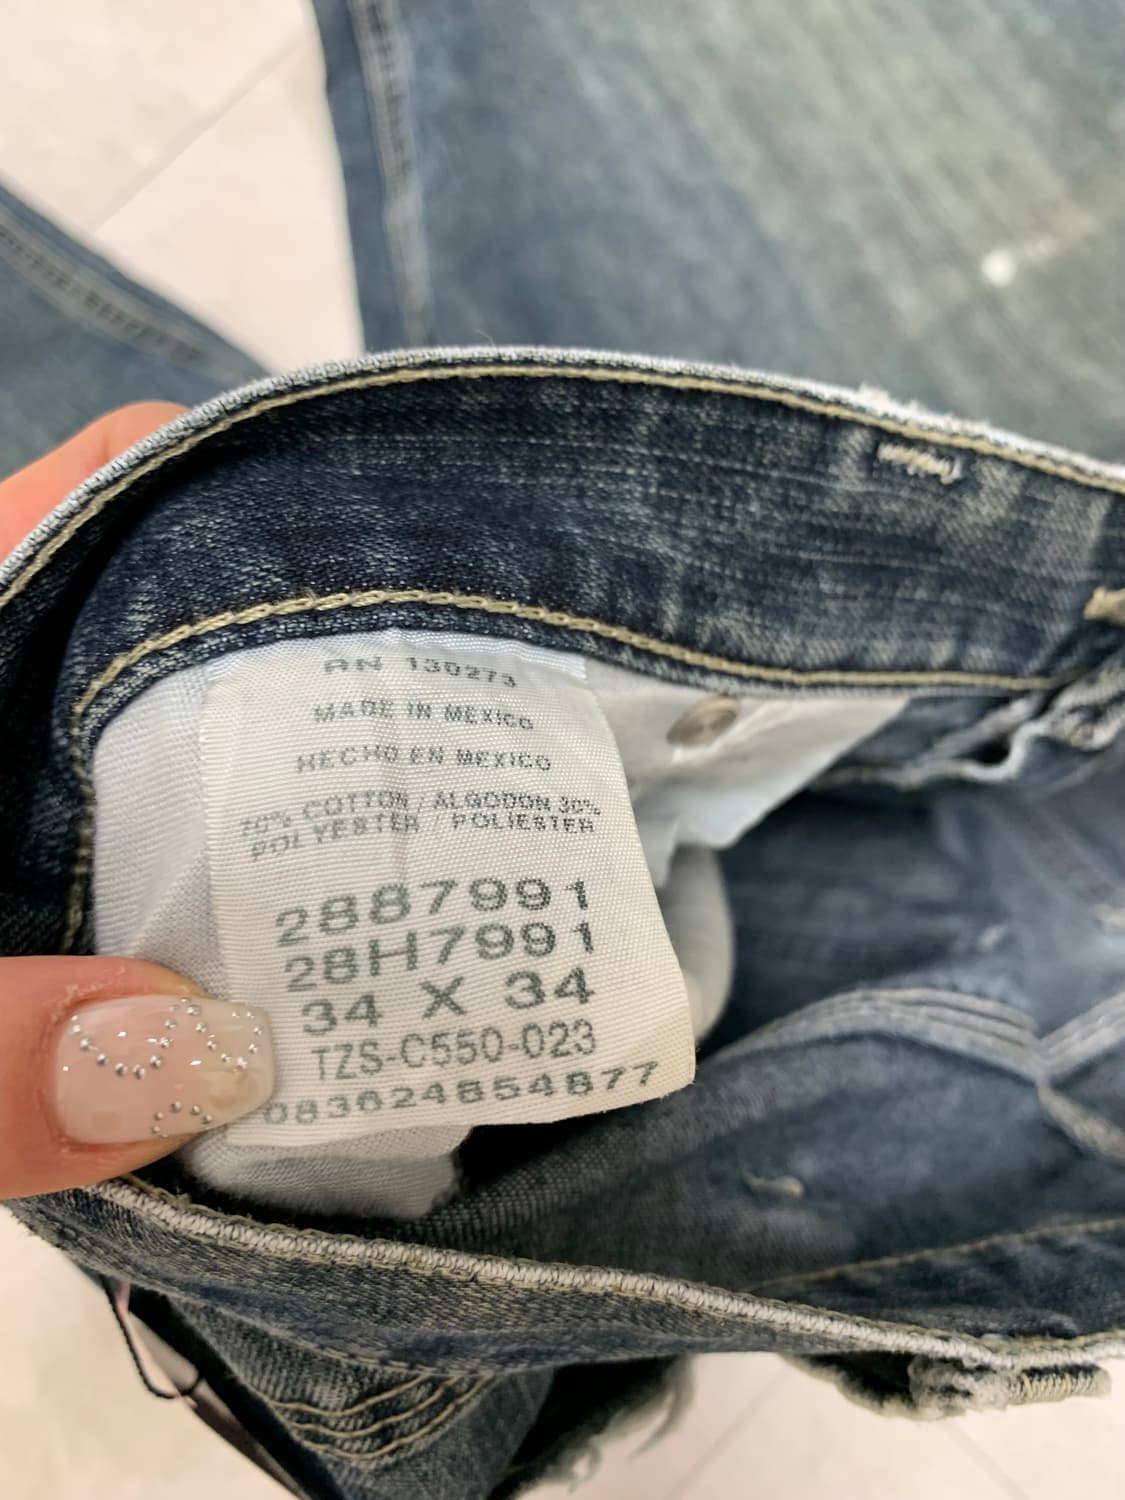 RN 130273
MADE IN MEXICO
HECHO EN MEXICO
70% COTTON / ALGODON 30%
POLYESTER / POLIESTER
2887991
28H7991
34 X 34
TZS-C550-023
083624854877